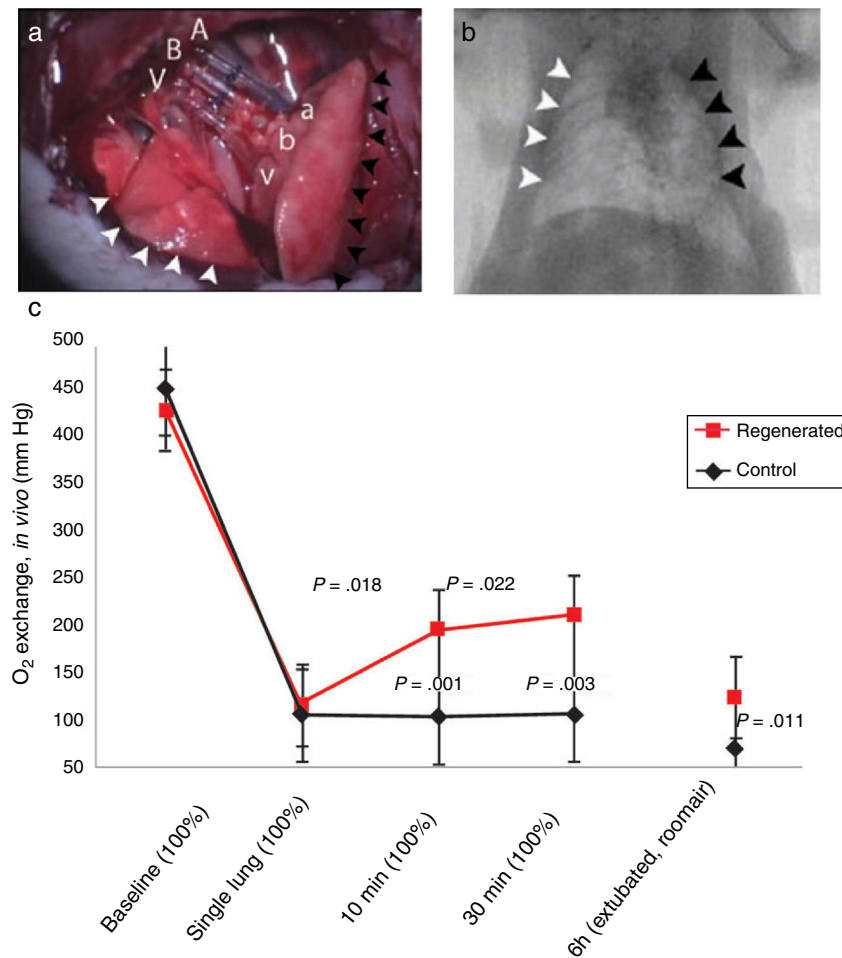 a
A
B
V
a
b
v
b
c
500
450
400
350
300
250
200
150
100
50
O2 exchange, in vivo (mm Hg)
Regenerated
Control
P = .018
P = .022
P = .001
P = .003
P = .011
Baseline (100%)
Single lung (100%)
10 min (100%)
30 min (100%)
6h (extubated, roomair)